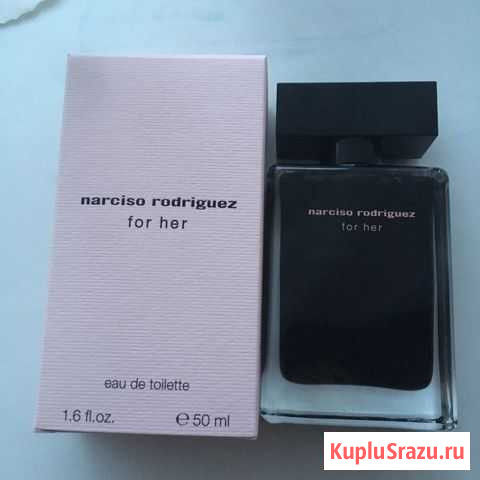 narciso rodriguez
for her
eau de toilette
1.6 fl.oz. ℮ 50 ml
narciso rodriguez
for her
KupluSrazu.ru